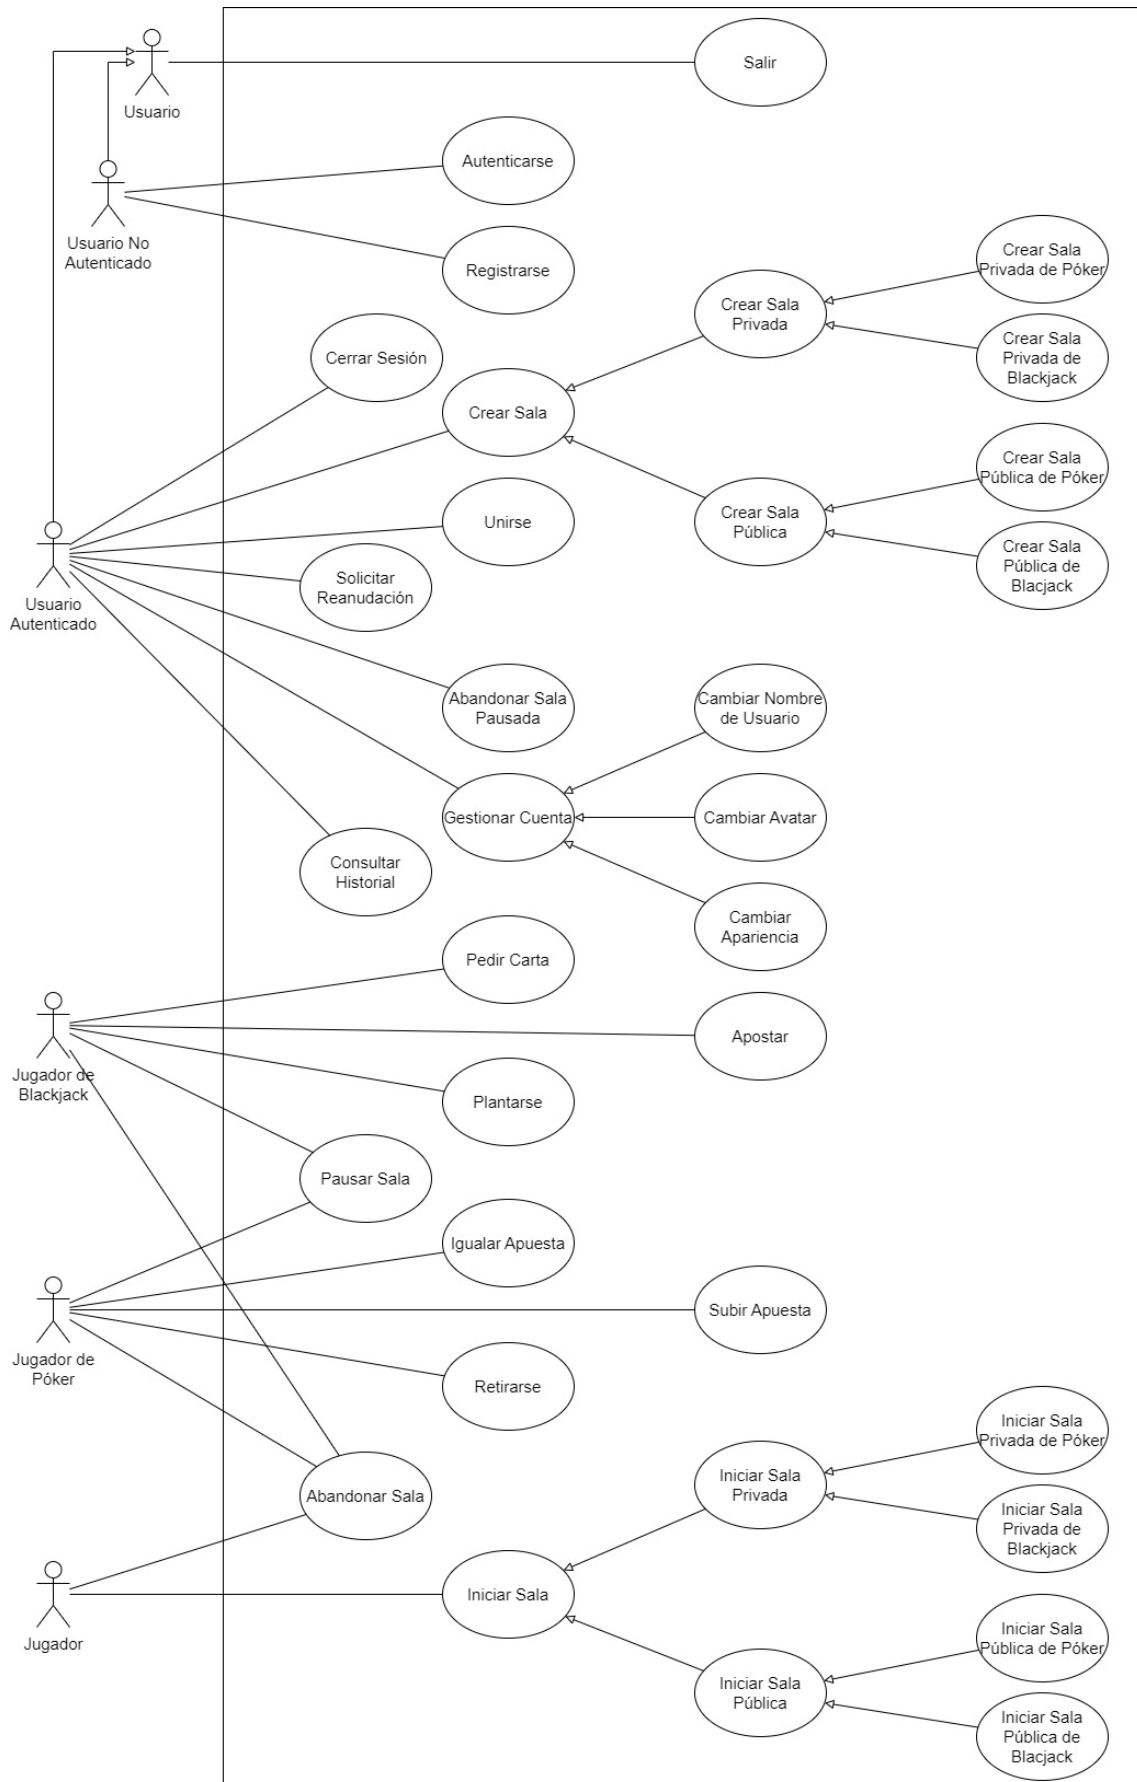 Usuario
Salir
Usuario No
Autenticado
Autenticarse
Registrarse
Crear Sala
Privada de Póker
Crear Sala
Privada
Crear Sala
Privada de
Blackjack
Cerrar Sesión
Crear Sala
Crear Sala
Pública de Póker
Crear Sala
Pública
Crear Sala
Pública de
Blacjack
Usuario
Autenticado
Unirse
Solicitar
Reanudación
Abandonar Sala
Pausada
Cambiar Nombre
de Usuario
Gestionar Cuenta
Cambiar Avatar
Consultar
Historial
Cambiar
Apariencia
Pedir Carta
Jugador de
Blackjack
Apostar
Plantarse
Pausar Sala
Igualar Apuesta
Jugador de
Póker
Subir Apuesta
Retirarse
Abandonar Sala
Iniciar Sala
Privada de Póker
Iniciar Sala
Privada
Iniciar Sala
Privada de
Blackjack
Jugador
Iniciar Sala
Iniciar Sala
Pública de Póker
Iniciar Sala
Pública
Iniciar Sala
Pública de
Blacjack